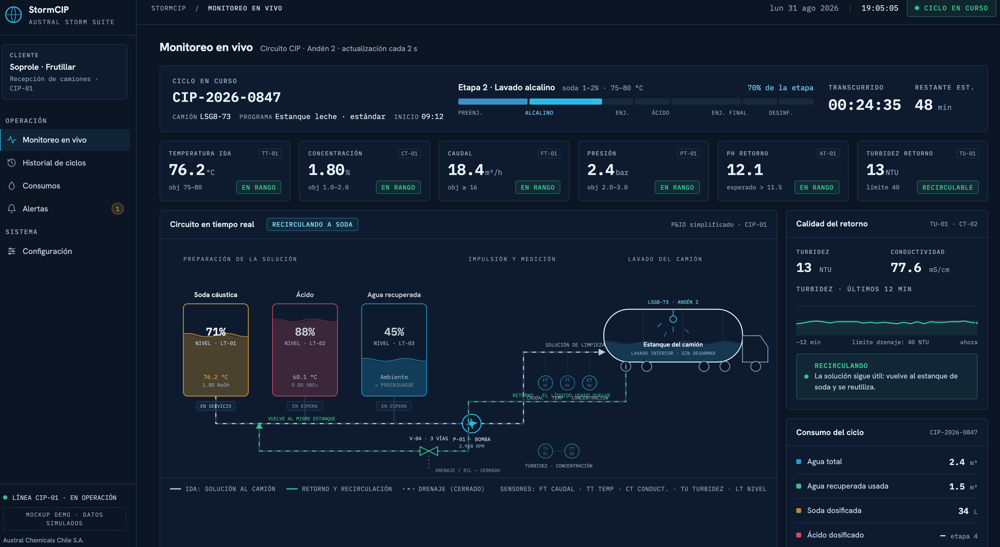 StormCIP
AUSTRAL STORM SUITE
STORMCIP / MONITOREO EN VIVO
lun 31 ago 2026 | 19:05:05
CICLO EN CURSO
CLIENTE
Soprole · Frutillar
Recepción de camiones ·
CIP-01
OPERACIÓN
Monitoreo en vivo
Historial de ciclos
Consumos
Alertas 1
SISTEMA
Configuración
LÍNEA CIP-01 · EN OPERACIÓN
MOCKUP DEMO · DATOS
SIMULADOS
Austral Chemicals Chile S.A.
Monitoreo en vivo Circuito CIP · Andén 2 · actualización cada 2 s
CICLO EN CURSO
CIP-2026-0847
CAMIÓN LSGB-73 PROGRAMA Estanque leche · estándar INICIO 09:12
Etapa 2 · Lavado alcalino soda 1–2% · 75–80 °C 70% de la etapa
PREENJ. ALCALINO ENJ. ÁCIDO ENJ. FINAL DESINF.
TRANSCURRIDO
00:24:35
RESTANTE EST.
48 min
TEMPERATURA IDA TT-01
76.2 °C
obj 75–80 EN RANGO
CONCENTRACIÓN CT-01
1.80 %
obj 1.0–2.0 EN RANGO
CAUDAL FT-01
18.4 m³/h
obj ≥ 16 EN RANGO
PRESIÓN PT-01
2.4 bar
obj 2.0–3.0 EN RANGO
PH RETORNO AT-01
12.1
esperado > 11.5 EN RANGO
TURBIDEZ RETORNO TU-01
13 NTU
límite 40 RECIRCULABLE
Circuito en tiempo real RECIRCULANDO A SODA P&ID simplificado · CIP-01
PREPARACIÓN DE LA SOLUCIÓN IMPULSIÓN Y MEDICIÓN LAVADO DEL CAMIÓN
Soda cáustica
71%
NIVEL · LT-01
76.2 °C
1.8% NaOH
EN SERVICIO
Ácido
88%
NIVEL · LT-02
60.1 °C
0.8% HNO₃
EN ESPERA
Agua recuperada
45%
NIVEL · LT-03
Ambiente
→ PREENJUAGUE
EN ESPERA
LSGB-73 · ANDÉN 2
Estanque del camión
LAVADO INTERIOR · SIN DESARMAR
SOLUCIÓN DE LIMPIEZA
FT 01
TT 01
CT 01
RETORNO · EL LÍQUIDO USADO VUELVE
CAUDAL · TEMP · CONCENTRACIÓN
VUELVE AL MISMO ESTANQUE
V-04 · 3 VÍAS
P-01 · BOMBA
RPM
TU 01
CT 02
TURBIDEZ · CONCENTRACIÓN
DRENAJE / RIL — CERRADO
IDA: SOLUCIÓN AL CAMIÓN RETORNO Y RECIRCULACIÓN DRENAJE (CERRADO) SENSORES: FT CAUDAL · TT TEMP · CT CONDUCT. · TU TURBIDEZ · LT NIVEL
Calidad del retorno TU-01 · CT-02
TURBIDEZ
13 NTU
CONDUCTIVIDAD
77.6 mS/cm
TURBIDEZ · ÚLTIMOS 12 MIN
−12 min límite drenaje: 40 NTU ahora
RECIRCULANDO
La solución sigue útil: vuelve al estanque de
soda y se reutiliza.
Consumo del ciclo CIP-2026-0847
Agua total 2.4 m³
Agua recuperada usada 1.5 m³
Soda dosificada 34 L
Ácido dosificado — etapa 4